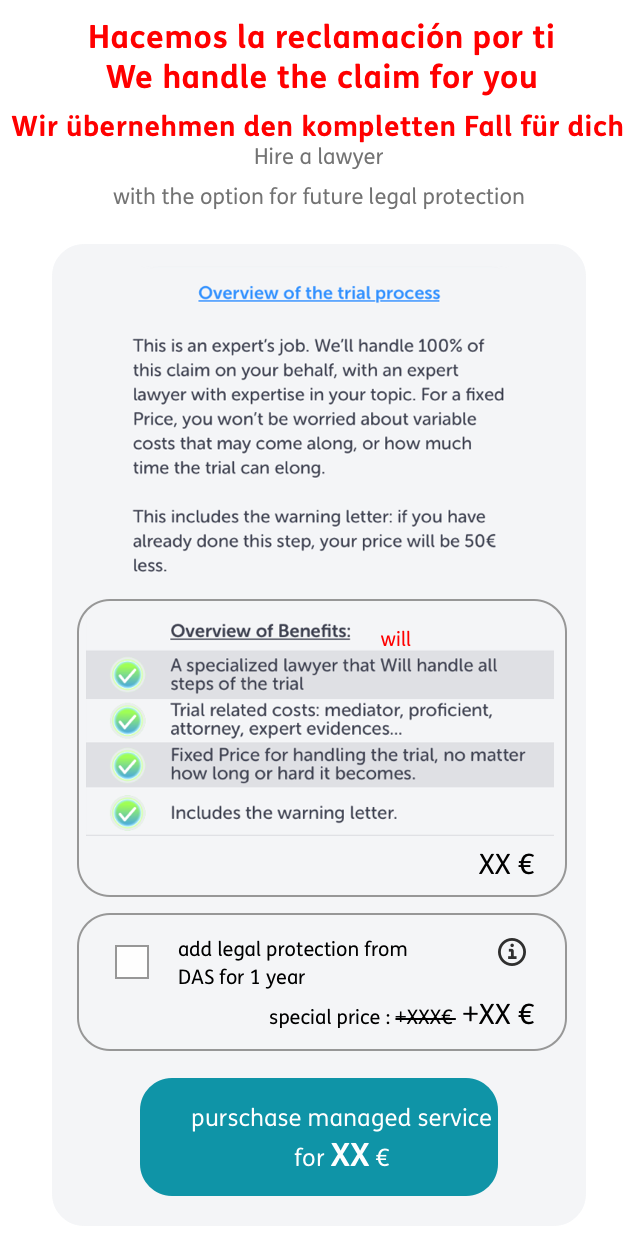 Hacemos la reclamación por ti
We handle the claim for you
Wir übernehmen den kompletten Fall für dich
Hire a lawyer
with the option for future legal protection
Overview of the trial process
This is an expert's job. We'll handle 100% of
this claim on your behalf, with an expert
lawyer with expertise in your topic. For a fixed
Price, you won't be worried about variable
costs that may come along, or how much
time the trial can elong.
This includes the warning letter: if you have
already done this step, your price will be 50€
less.
Overview of Benefits:
will
A specialized lawyer that Will handle all
steps of the trial
Trial related costs: mediator, proficient,
attorney, expert evidences...
Fixed Price for handling the trial, no matter
how long or hard it becomes.
Includes the warning letter.
XX €
add legal protection from
DAS for 1 year
special price : +XXX€ +XX €
purschase managed service
for XX €